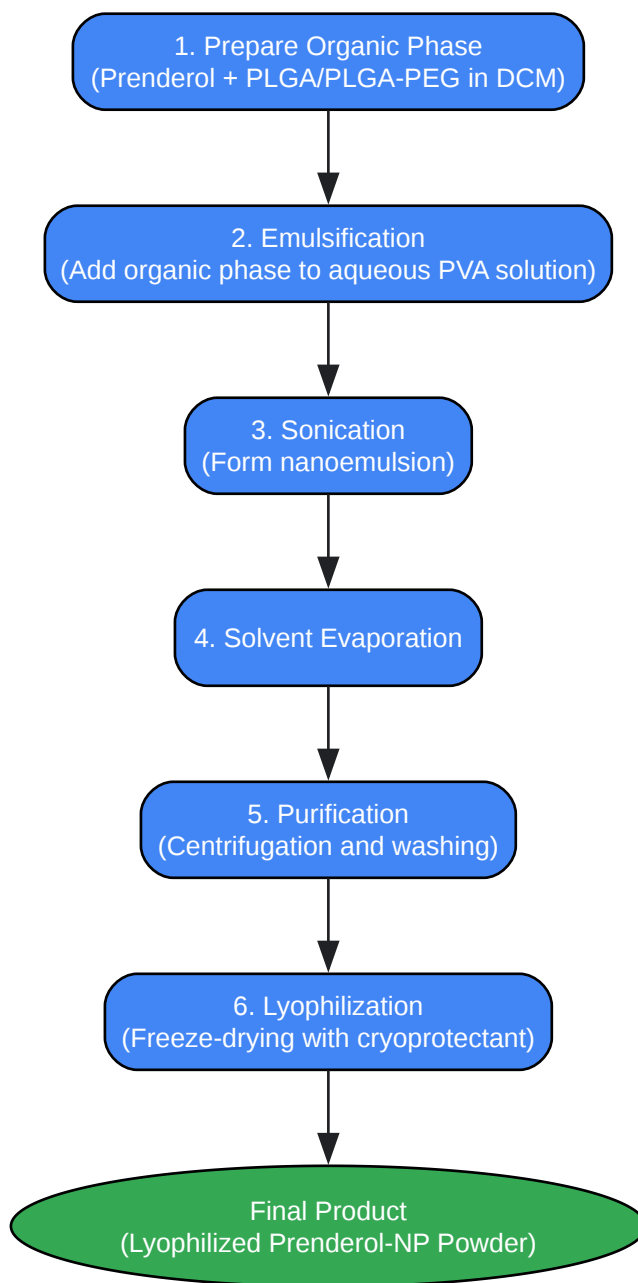 1. Prepare Organic Phase
(Prenderol + PLGA/PLGA-PEG in DCM)
2. Emulsification
(Add organic phase to aqueous PVA solution)
3. Sonication
(Form nanoemulsion)
4. Solvent Evaporation
5. Purification
(Centrifugation and washing)
6. Lyophilization
(Freeze-drying with cryoprotectant)
Final Product
(Lyophilized Prenderol-NP Powder)